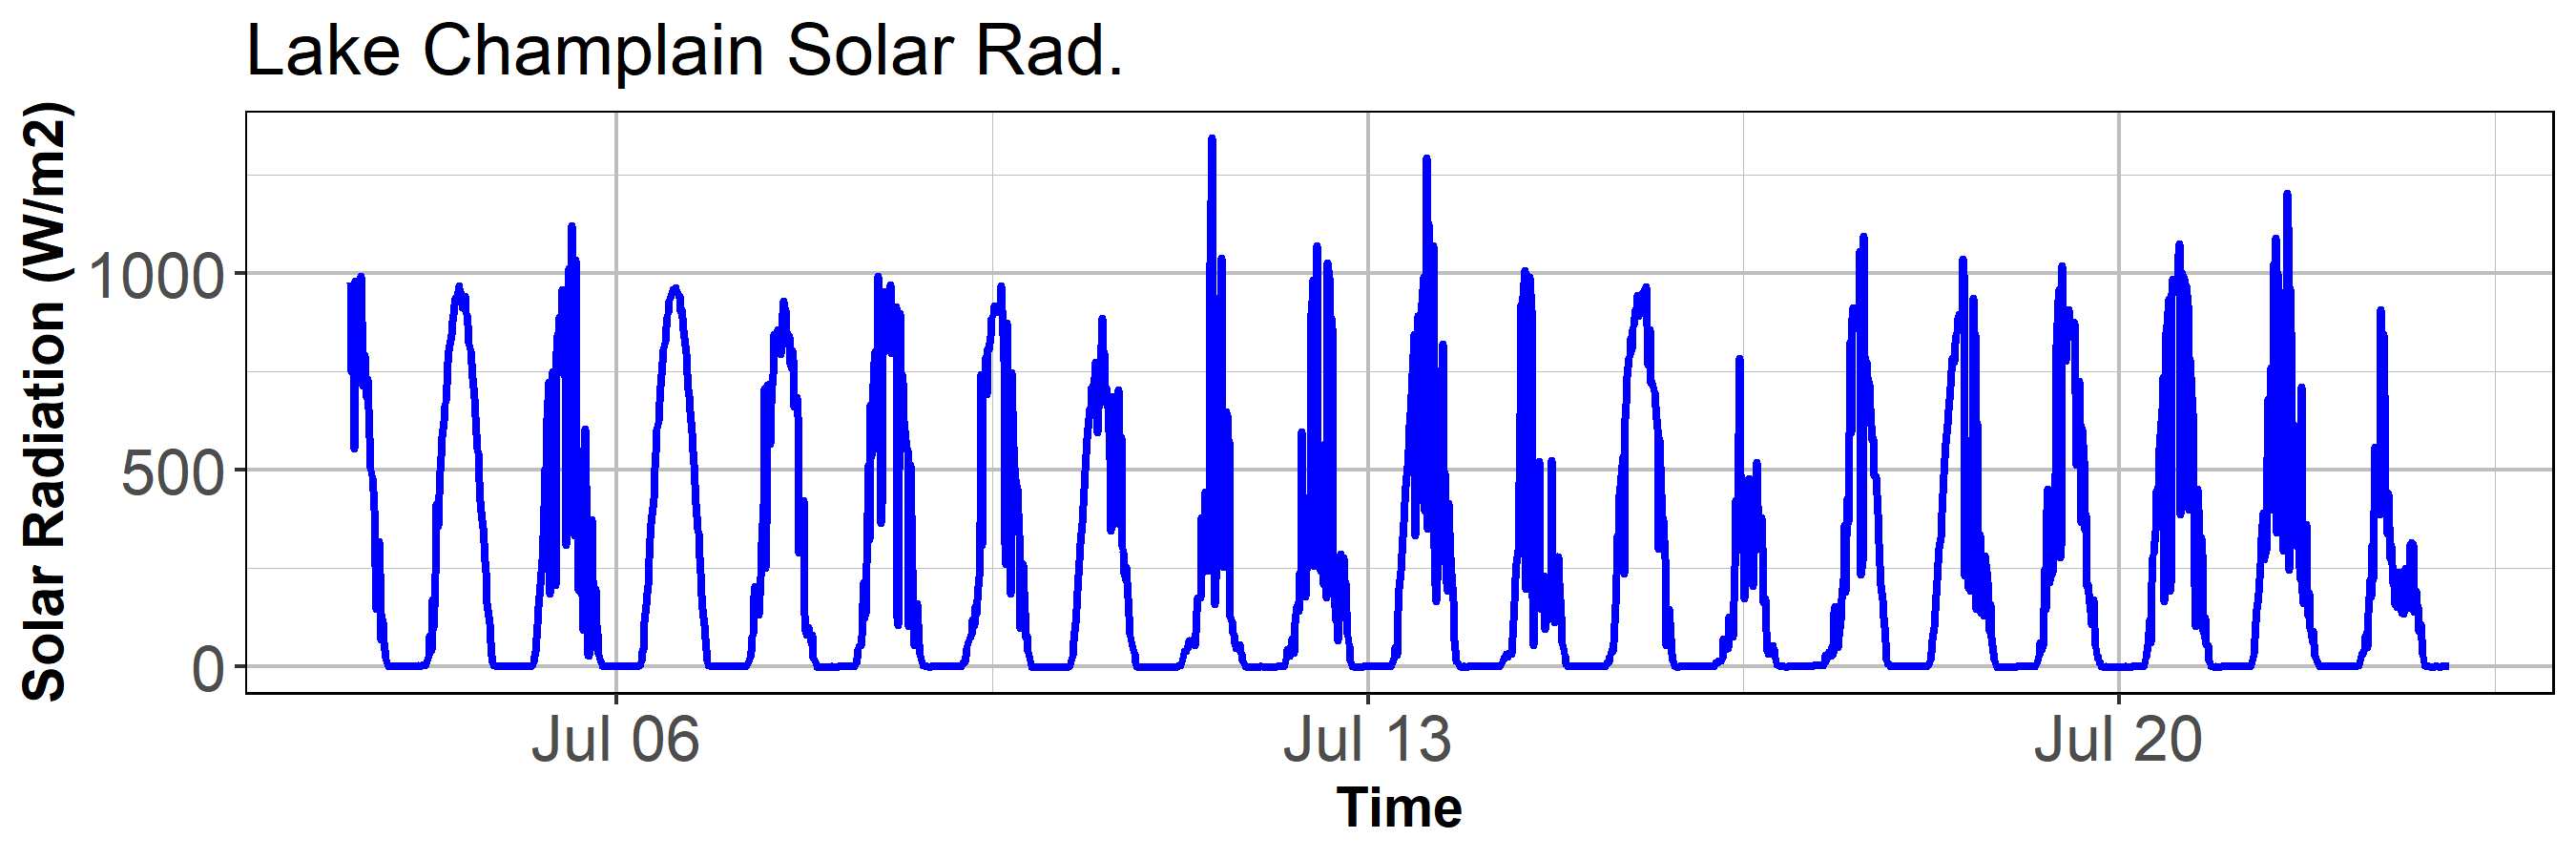 Lake Champlain Solar Rad.
Solar Radiation (W/m2)
1000
500
0
Jul 06
Jul 13
Jul 20
Time